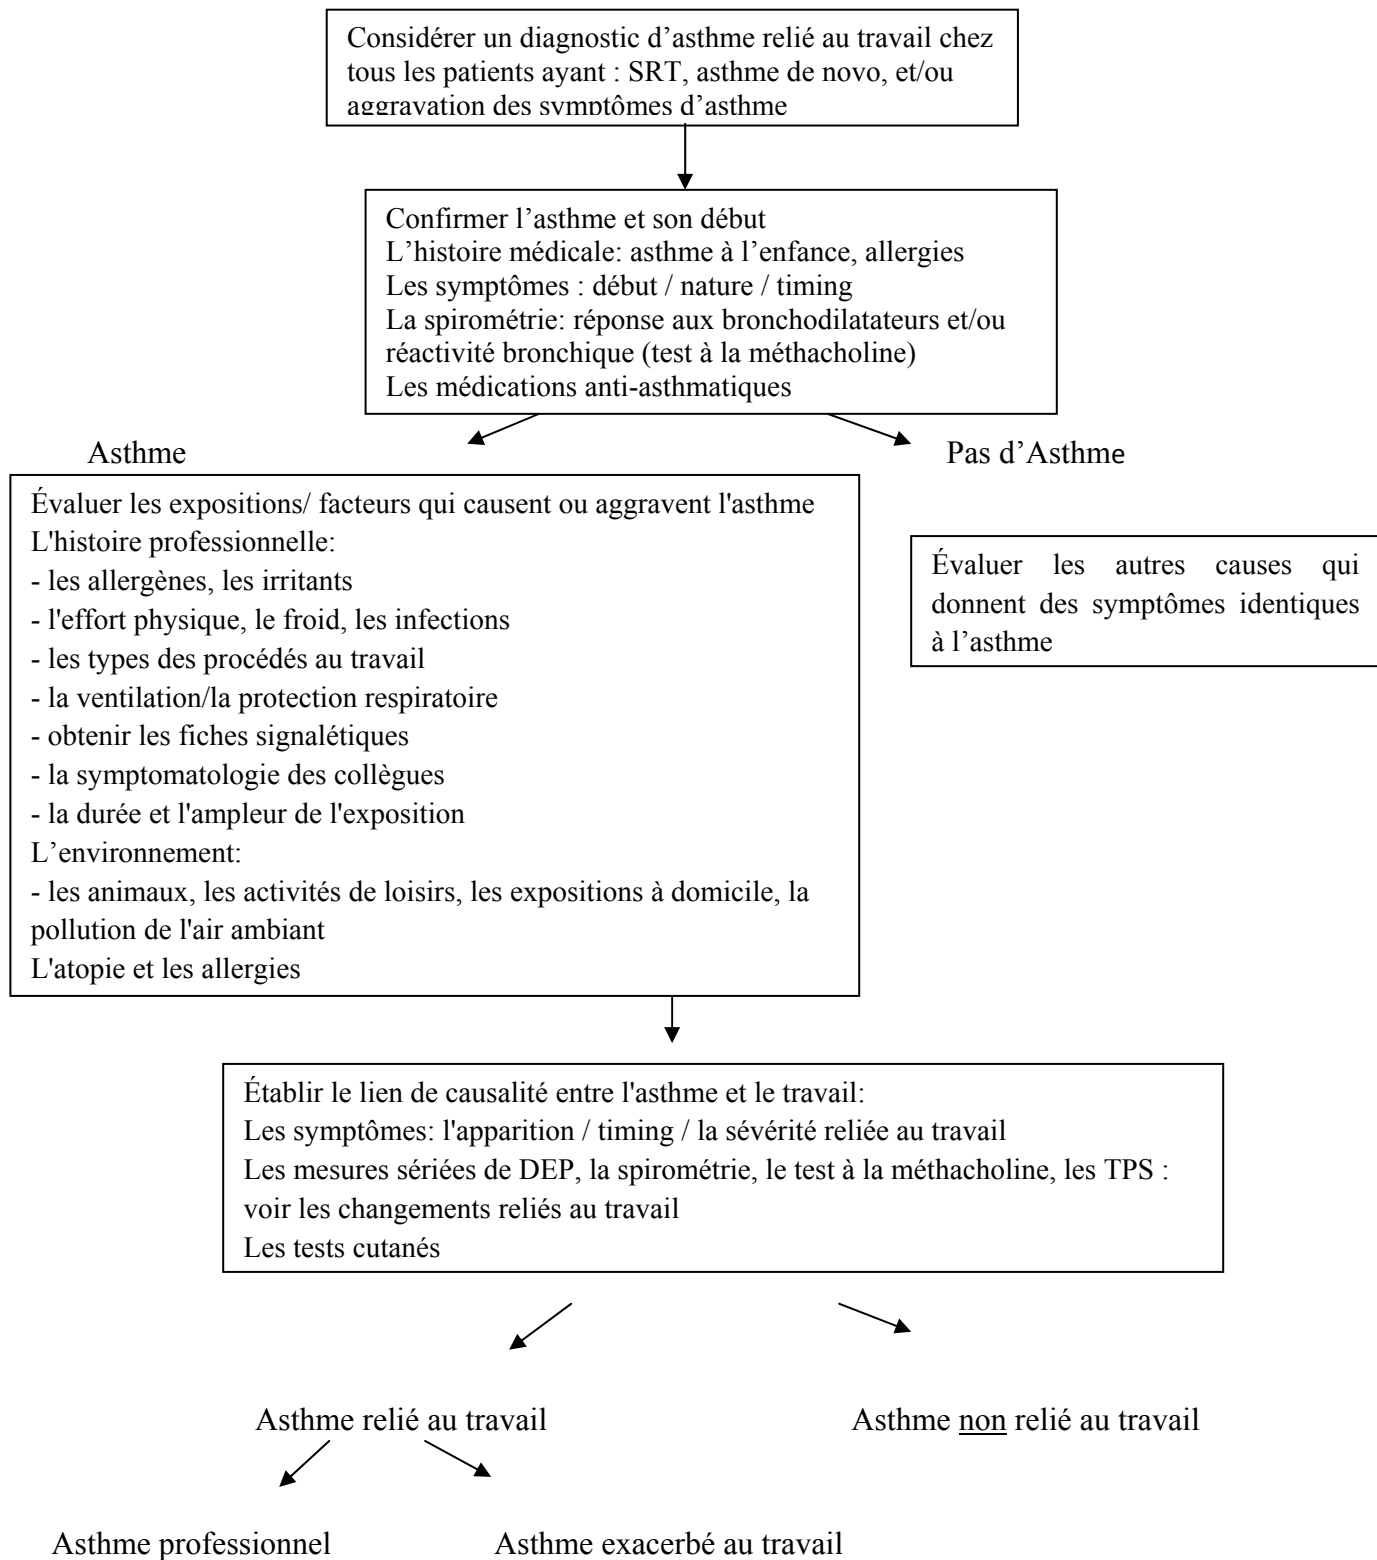 Considérer un diagnostic d’asthme relié au travail chez
tous les patients ayant : SRT, asthme de novo, et/ou
aggravation des symptômes d’asthme
Confirmer l’asthme et son début
L’histoire médicale: asthme à l’enfance, allergies
Les symptômes : début / nature / timing
La spirométrie: réponse aux bronchodilatateurs et/ou
réactivité bronchique (test à la méthacholine)
Les médications anti-asthmatiques
Asthme
Pas d’Asthme
Évaluer les expositions/ facteurs qui causent ou aggravent l'asthme
L'histoire professionnelle:
- les allergènes, les irritants
- l'effort physique, le froid, les infections
- les types des procédés au travail
- la ventilation/la protection respiratoire
- obtenir les fiches signalétiques
- la symptomatologie des collègues
- la durée et l'ampleur de l'exposition
L’environnement:
- les animaux, les activités de loisirs, les expositions à domicile, la
pollution de l'air ambiant
L'atopie et les allergies
Évaluer les autres causes qui
donnent des symptômes identiques
à l’asthme
Établir le lien de causalité entre l'asthme et le travail:
Les symptômes: l'apparition / timing / la sévérité reliée au travail
Les mesures sériées de DEP, la spirométrie, le test à la méthacholine, les TPS :
voir les changements reliés au travail
Les tests cutanés
Asthme relié au travail
Asthme non relié au travail
Asthme professionnel
Asthme exacerbé au travail